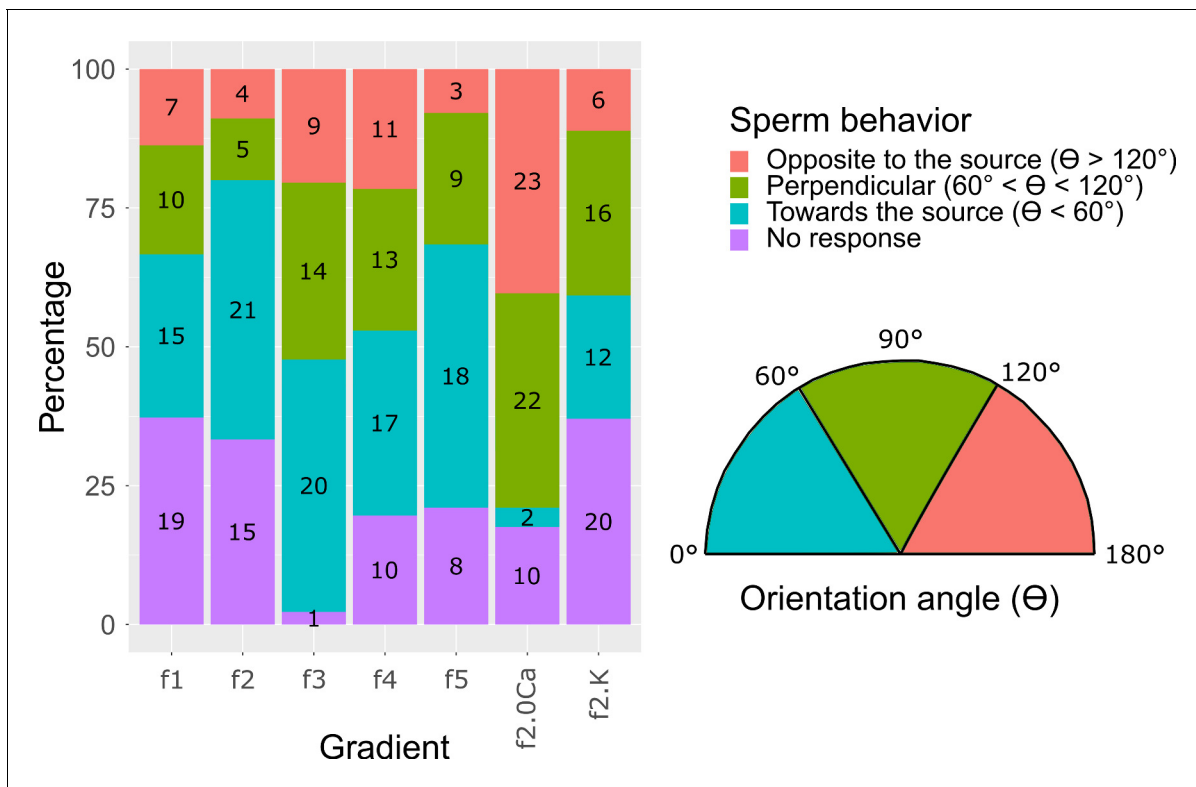 100
75
50
25
0
Percentage
7
10
15
19
4
5
21
15
9
14
20
1
11
13
17
10
3
9
18
8
23
22
2
10
6
16
12
20
f1
f2
f3
f4
f5
f2.0Ca
f2.K
Gradient
Sperm behavior
Opposite to the source (Ɵ > 120°)
Perpendicular (60° < Ɵ < 120°)
Towards the source (Ɵ < 60°)
No response
0°
60°
90°
120°
180°
Orientation angle (Ɵ)